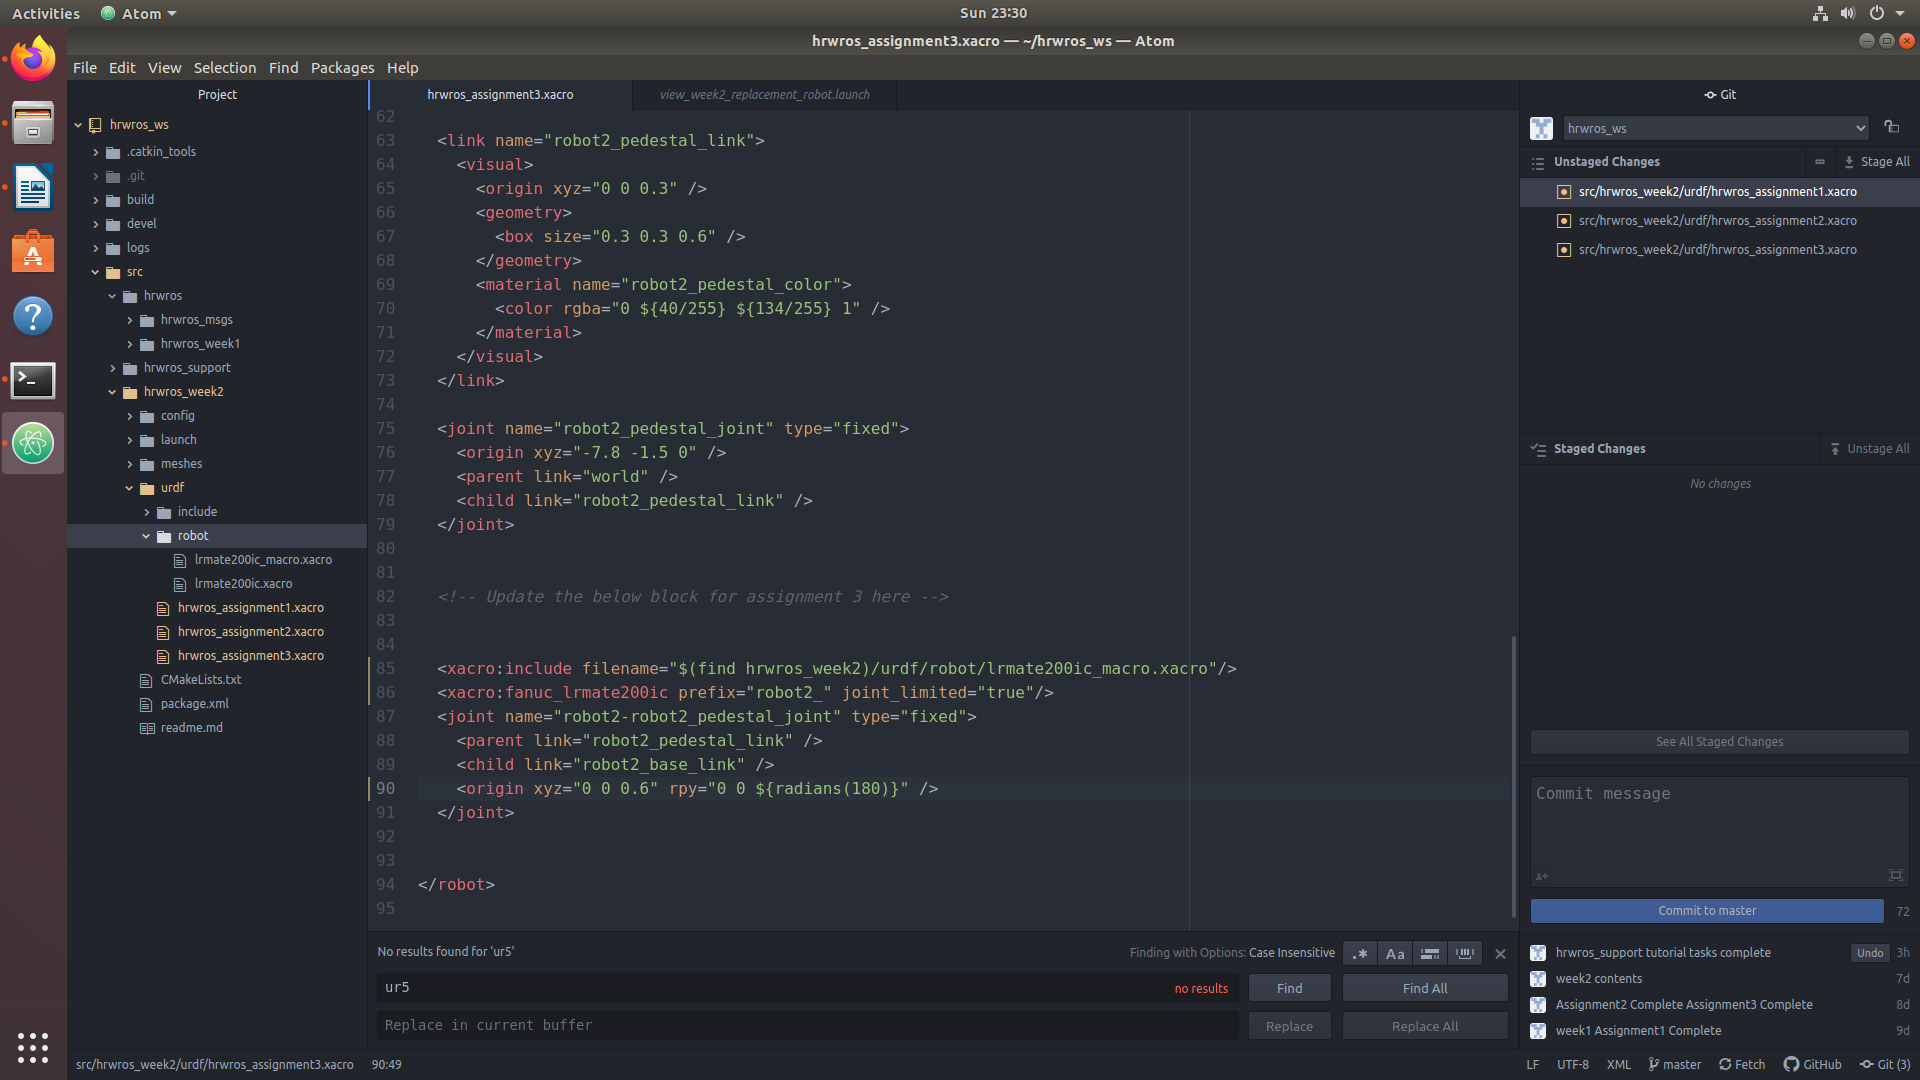 Activities
Atom
Sun 23:30
hrwros_assignment3.xacro — ~/hrwros_ws — Atom
File Edit View Selection Find Packages Help
Project
hrwros_ws
.catkin_tools
.git
build
devel
logs
src
hrwros
hrwros_msgs
hrwros_week1
hrwros_support
hrwros_week2
config
launch
meshes
urdf
include
robot
lrmate200ic_macro.xacro
lrmate200ic.xacro
hrwros_assignment1.xacro
hrwros_assignment2.xacro
hrwros_assignment3.xacro
CMakeLists.txt
package.xml
readme.md
hrwros_assignment3.xacro
view_week2_replacement_robot.launch
62
63 <link name="robot2_pedestal_link">
64 <visual>
65 <origin xyz="0 0 0.3" />
66 <geometry>
67 <box size="0.3 0.3 0.6" />
68 </geometry>
69 <material name="robot2_pedestal_color">
70 <color rgba="0 ${40/255} ${134/255} 1" />
71 </material>
72 </visual>
73 </link>
74
75 <joint name="robot2_pedestal_joint" type="fixed">
76 <origin xyz="-7.8 -1.5 0" />
77 <parent link="world" />
78 <child link="robot2_pedestal_link" />
79 </joint>
80
81
82 <!-- Update the below block for assignment 3 here -->
83
84
85 <xacro:include filename="$(find hrwros_week2)/urdf/robot/lrmate200ic_macro.xacro"/>
86 <xacro:fanuc_lrmate200ic prefix="robot2_" joint_limited="true"/>
87 <joint name="robot2-robot2_pedestal_joint" type="fixed">
88 <parent link="robot2_pedestal_link" />
89 <child link="robot2_base_link" />
90 <origin xyz="0 0 0.6" rpy="0 0 ${radians(180)}" />
91 </joint>
92
93
94 </robot>
95
No results found for 'ur5'
Finding with Options: Case Insensitive
.* Aa
ur5
no results
Find
Find All
Replace in current buffer
Replace
Replace All
Git
hrwros_ws
Unstaged Changes
Stage All
src/hrwros_week2/urdf/hrwros_assignment1.xacro
src/hrwros_week2/urdf/hrwros_assignment2.xacro
src/hrwros_week2/urdf/hrwros_assignment3.xacro
Staged Changes
Unstage All
No changes
See All Staged Changes
Commit message
Commit to master
72
hrwros_support tutorial tasks complete Undo 3h
week2 contents 7d
Assignment2 Complete Assignment3 Complete 8d
week1 Assignment1 Complete 9d
src/hrwros_week2/urdf/hrwros_assignment3.xacro 90:49
LF UTF-8 XML master Fetch GitHub Git (3)